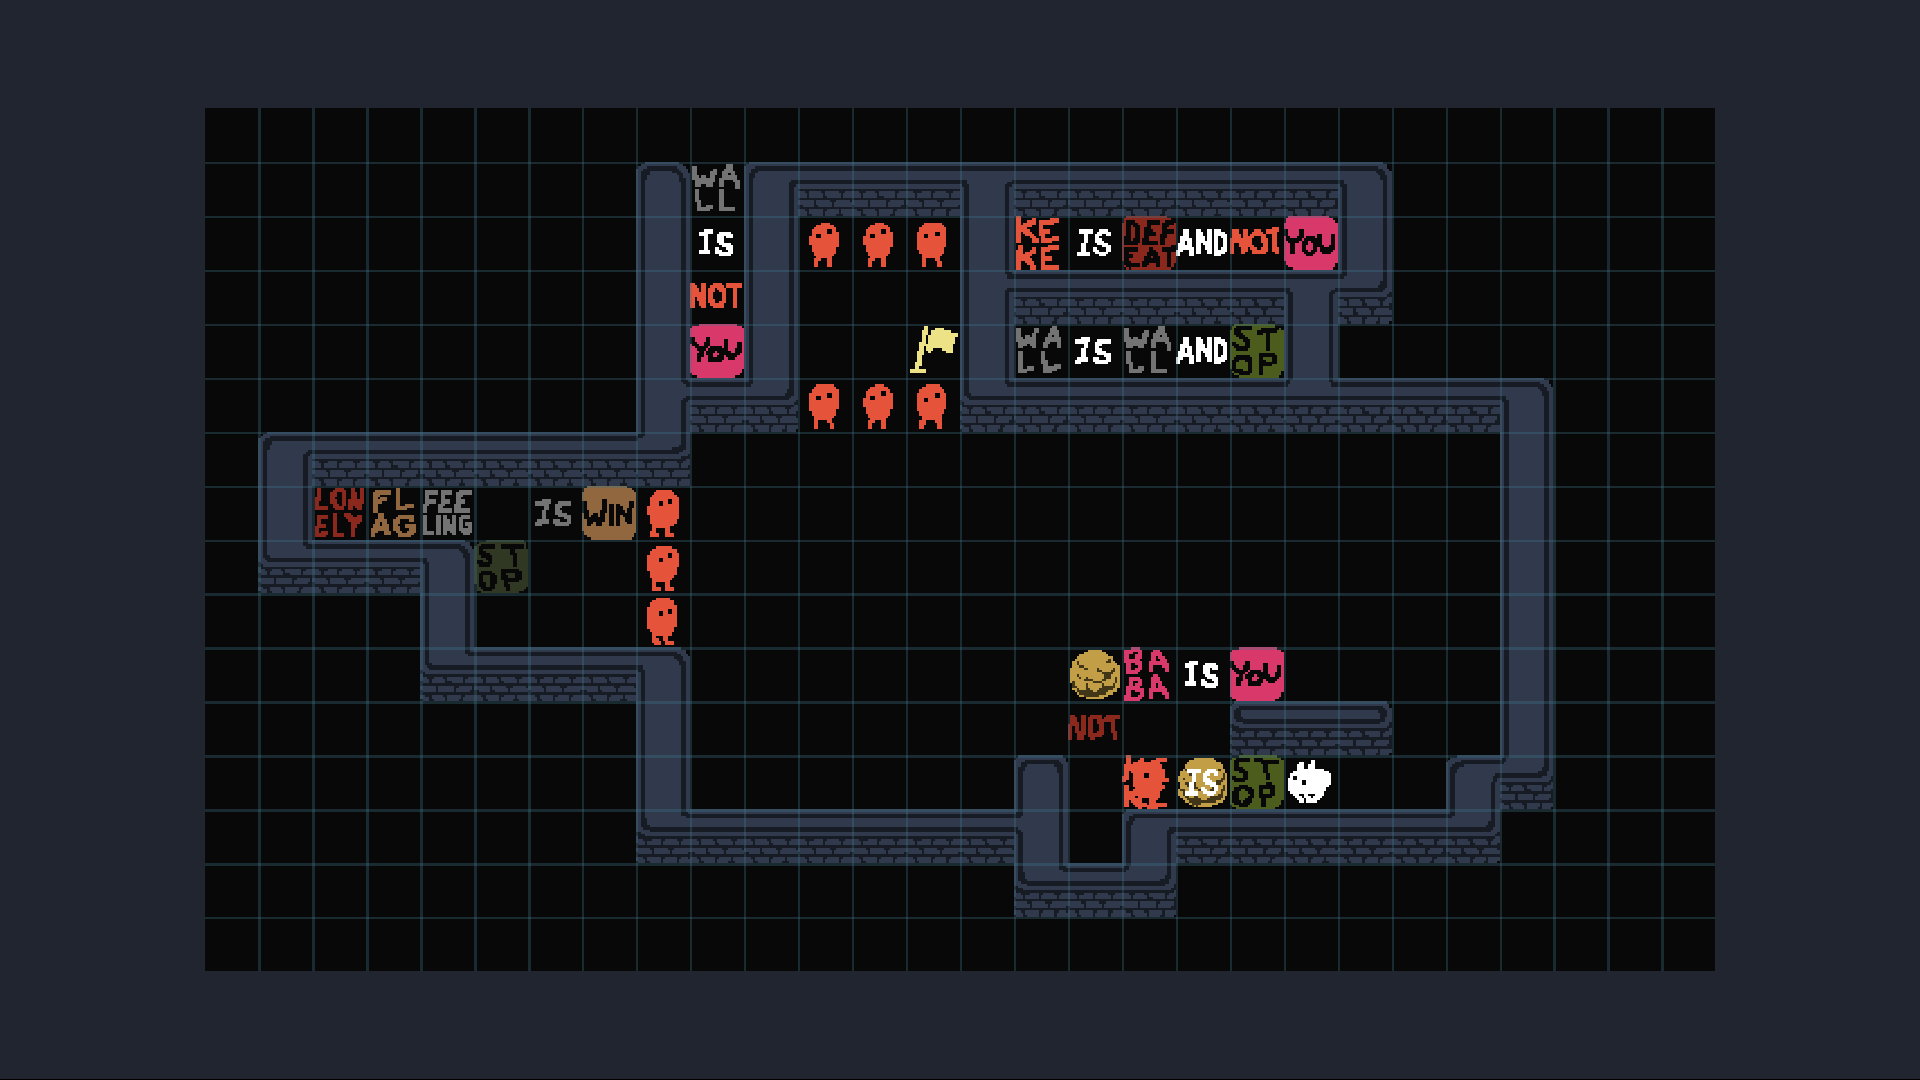 WALL IS NOT YOU
KEKE IS DEFEAT AND NOT YOU
WALL IS WALL AND STOP
LONELY FLAG FEELING IS WIN
STOP
BABA IS YOU
NOT
IS STOP